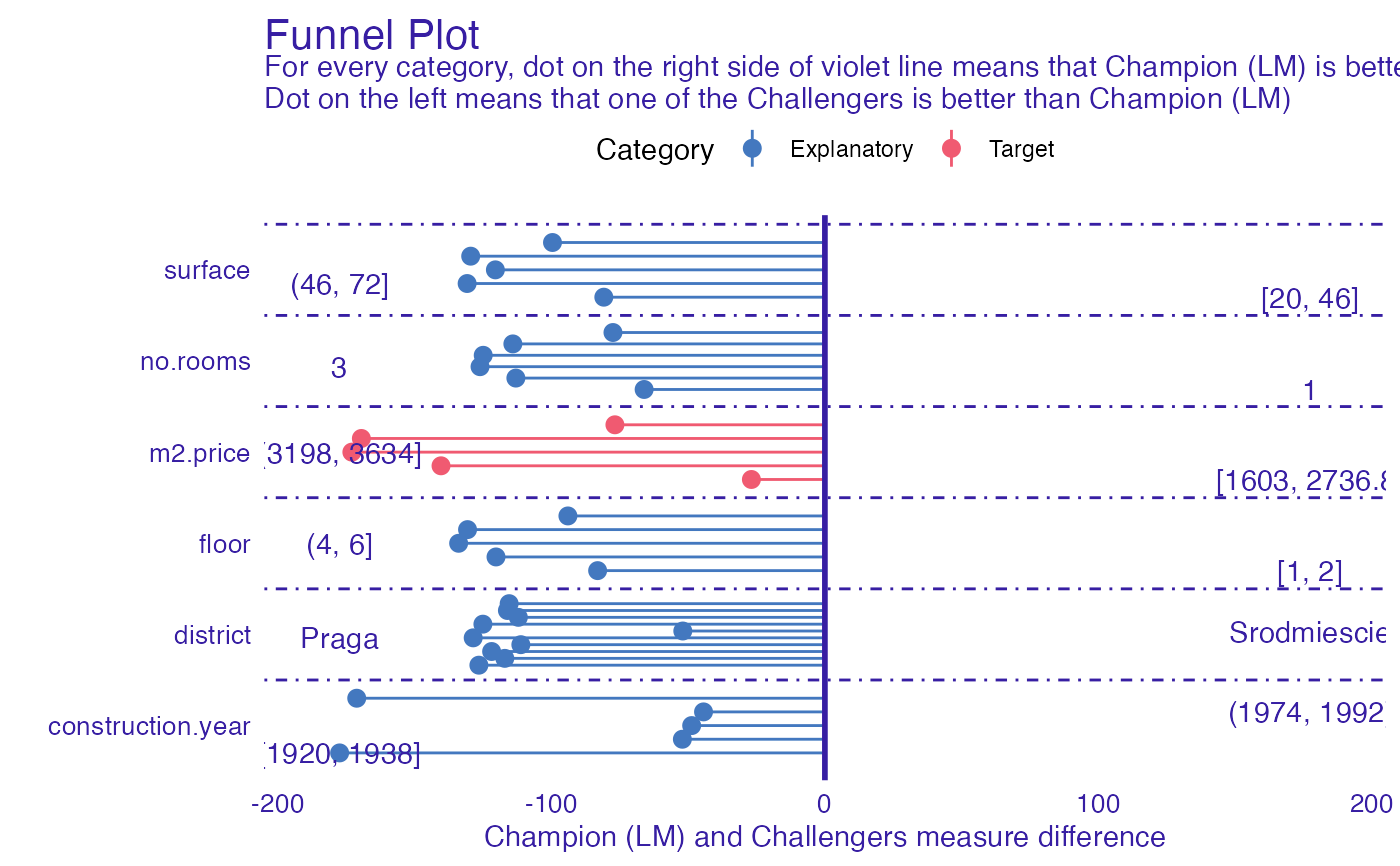 Funnel Plot
For every category, dot on the right side of violet line means that Champion (LM) is bette
Dot on the left means that one of the Challengers is better than Champion (LM)
Category Explanatory Target
surface (46, 72] [20, 46]
no.rooms 3 1
m2.price [3198, 3634] [1603, 2736.8
floor (4, 6] [1, 2]
district Praga Srodmiescie
construction.year [1920, 1938] (1974, 1992
-200 -100 0 100 200
Champion (LM) and Challengers measure difference